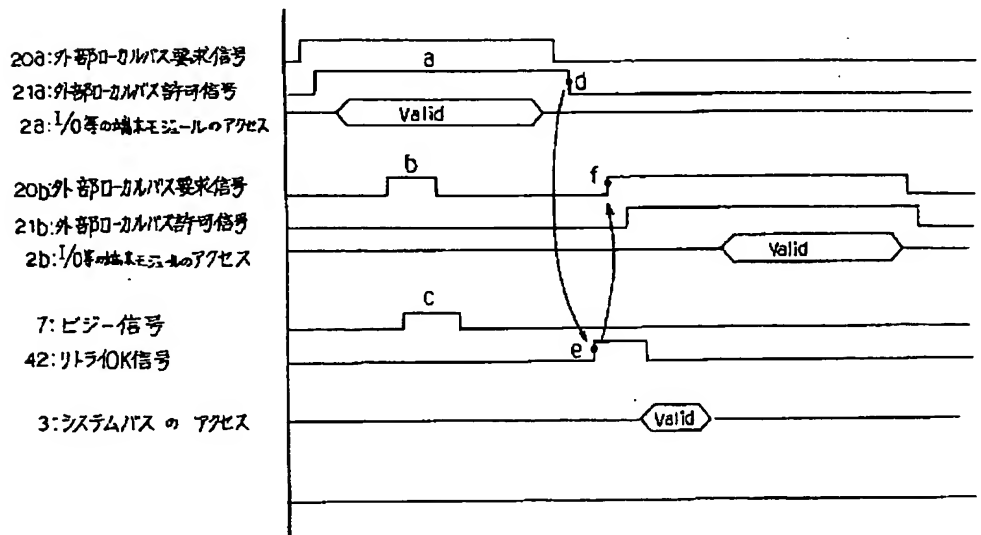 20a:外部ローカルバス要求信号
a
21a:外部ローカルバス許可信号
d
2a:I/O等の端末モジュールのアクセス
Valid
b
20b:外部ローカルバス要求信号
f
21b:外部ローカルバス許可信号
2b:I/O等の端末モジュールのアクセス
Valid
c
7:ビジー信号
42:リトライOK信号
e
3:システムバス の アクセス
Valid